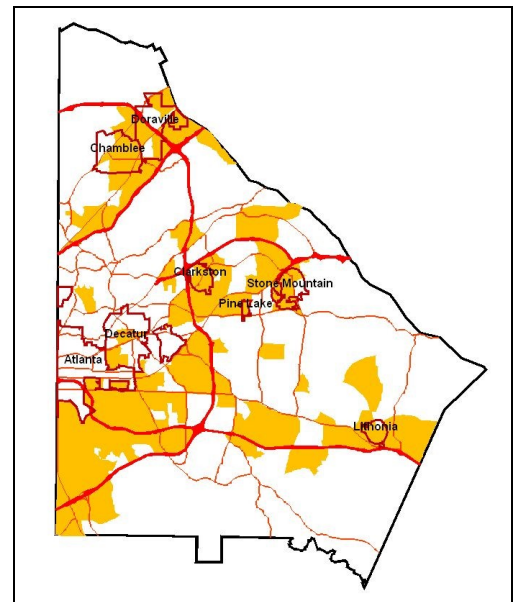 Doraville
Chamblee
Clarkston
Stone Mountain
Pine Lake
Decatur
Atlanta
Lithonia